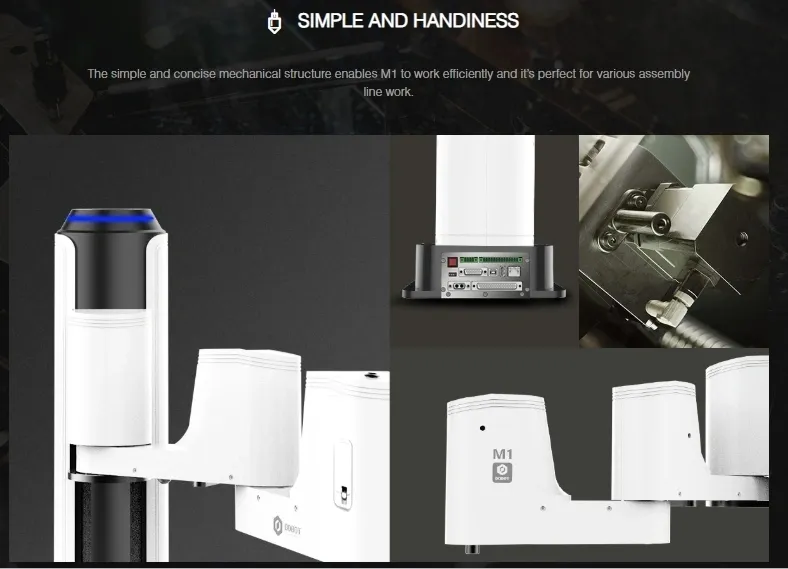 SIMPLE AND HANDINESS
The simple and concise mechanical structure enables M1 to work efficiently and it's perfect for various assembly
line work.
M1
DOBOT
DOBOT